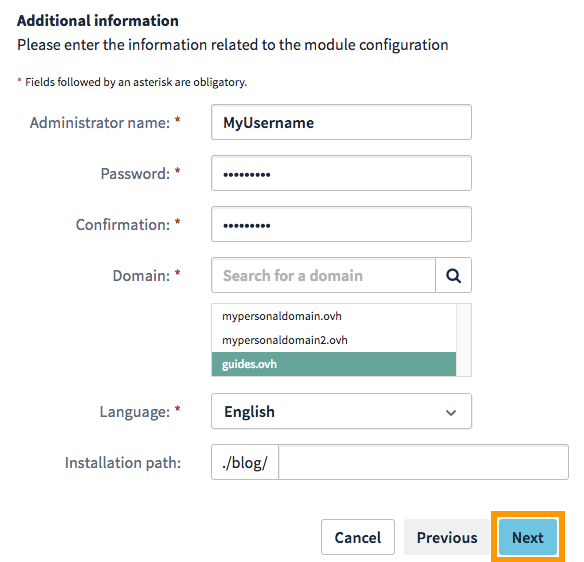 Additional information
Please enter the information related to the module configuration
* Fields followed by an asterisk are obligatory.
Administrator name: * MyUsername
Password: * •••••••••
Confirmation: * •••••••••
Domain: * Search for a domain
mypersonaldomain.ovh
mypersonaldomain2.ovh
guides.ovh
Language: * English
Installation path: ./blog/
Cancel Previous Next